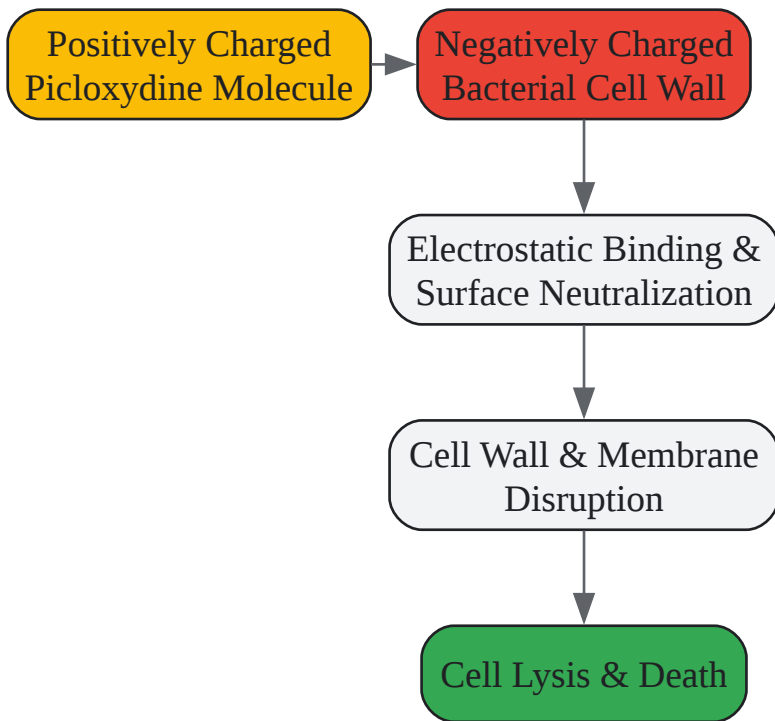 Positively Charged
Picloxydine Molecule
Negatively Charged
Bacterial Cell Wall
Electrostatic Binding &
Surface Neutralization
Cell Wall & Membrane
Disruption
Cell Lysis & Death